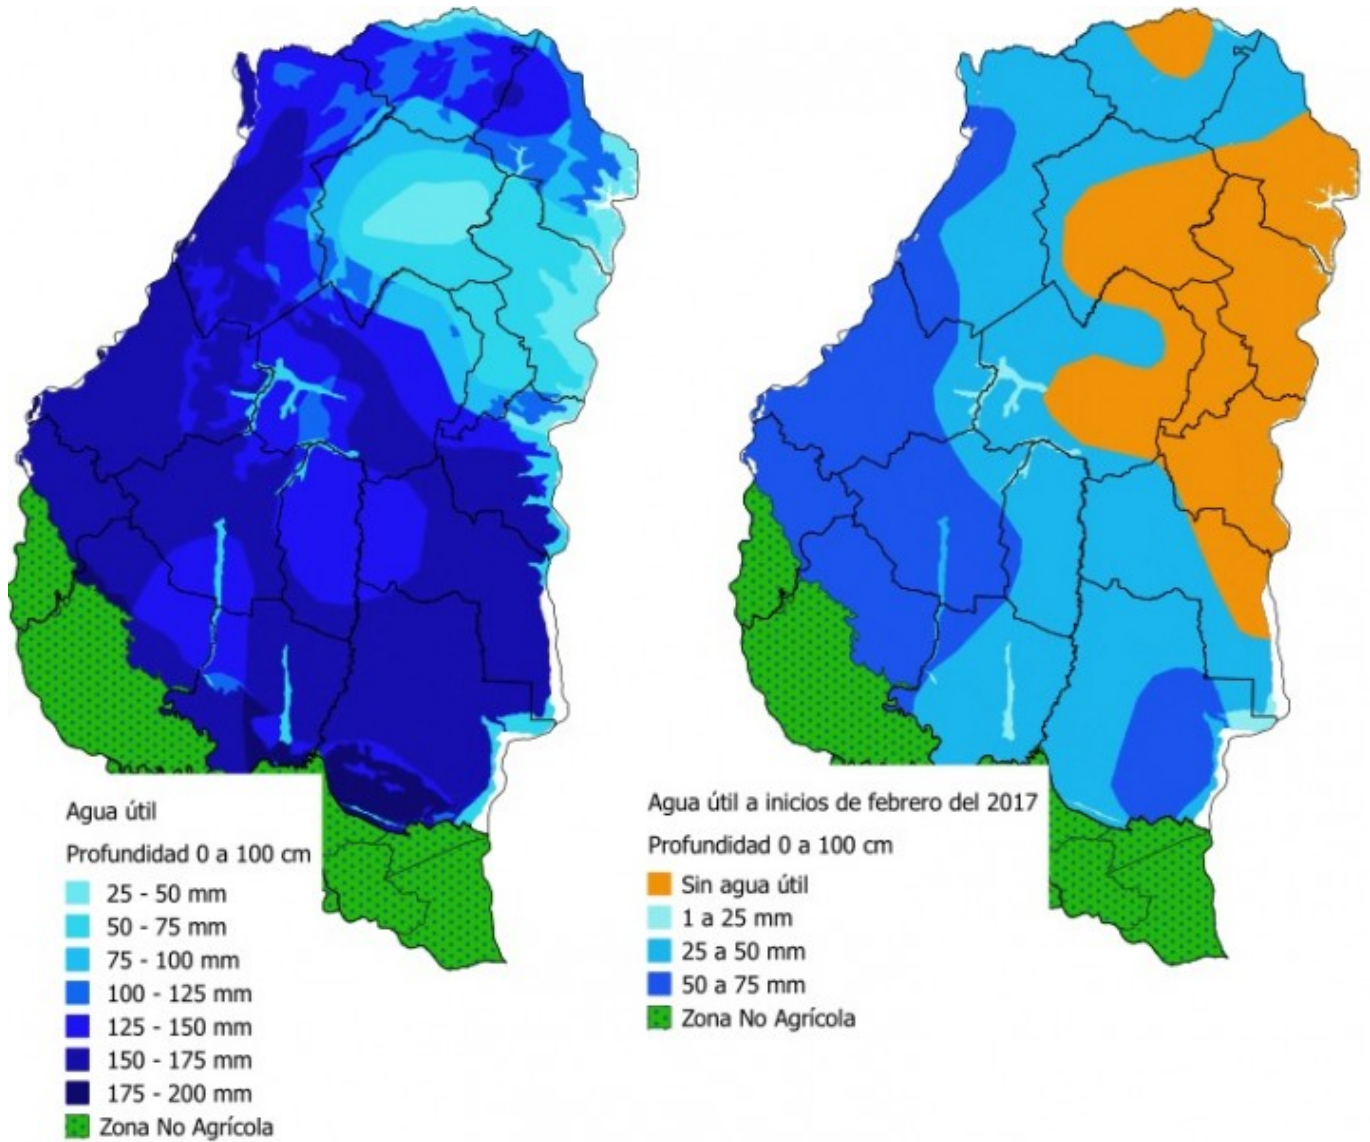 Agua útil
Profundidad 0 a 100 cm
25 - 50 mm
50 - 75 mm
75 - 100 mm
100 - 125 mm
125 - 150 mm
150 - 175 mm
175 - 200 mm
Zona No Agrícola
Agua útil a inicios de febrero del 2017
Profundidad 0 a 100 cm
Sin agua útil
1 a 25 mm
25 a 50 mm
50 a 75 mm
Zona No Agrícola